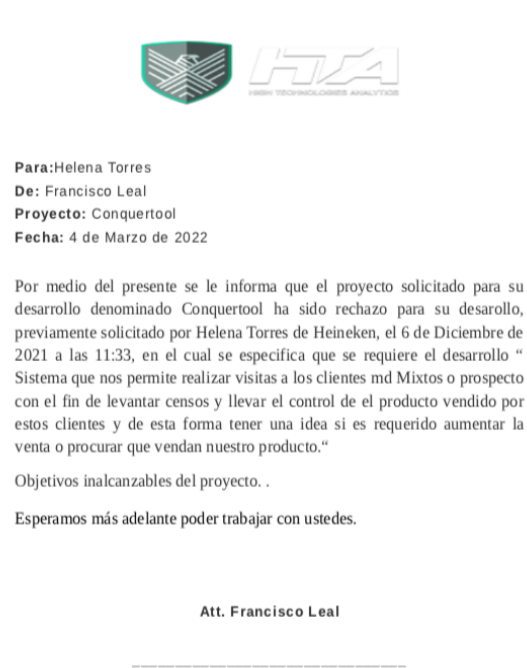 HTA
HIGH TECHNOLOGIES ANALYTICS
Para:Helena Torres
De: Francisco Leal
Proyecto: Conquertool
Fecha: 4 de Marzo de 2022
Por medio del presente se le informa que el proyecto solicitado para su
desarrollo denominado Conquertool ha sido rechazo para su desarollo,
previamente solicitado por Helena Torres de Heineken, el 6 de Diciembre de
2021 a las 11:33, en el cual se especifica que se requiere el desarrollo “
Sistema que nos permite realizar visitas a los clientes md Mixtos o prospecto
con el fin de levantar censos y llevar el control de el producto vendido por
estos clientes y de esta forma tener una idea si es requerido aumentar la
venta o procurar que vendan nuestro producto.“
Objetivos inalcanzables del proyecto. .
Esperamos más adelante poder trabajar con ustedes.
Att. Francisco Leal